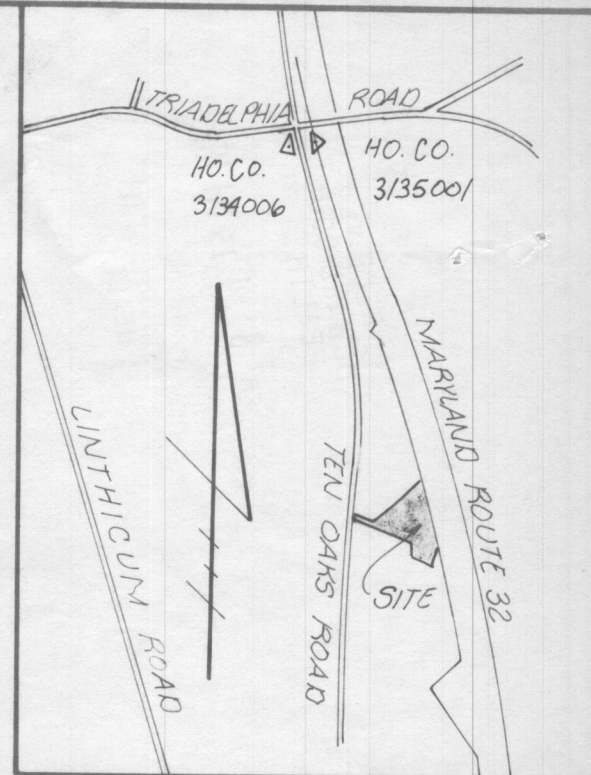 TRIADELPHIA ROAD
HO. CO.
3134006
HO. CO.
3135001
MARYLAND ROUTE 32
LINTHICUM ROAD
TEN OAKS ROAD
SITE